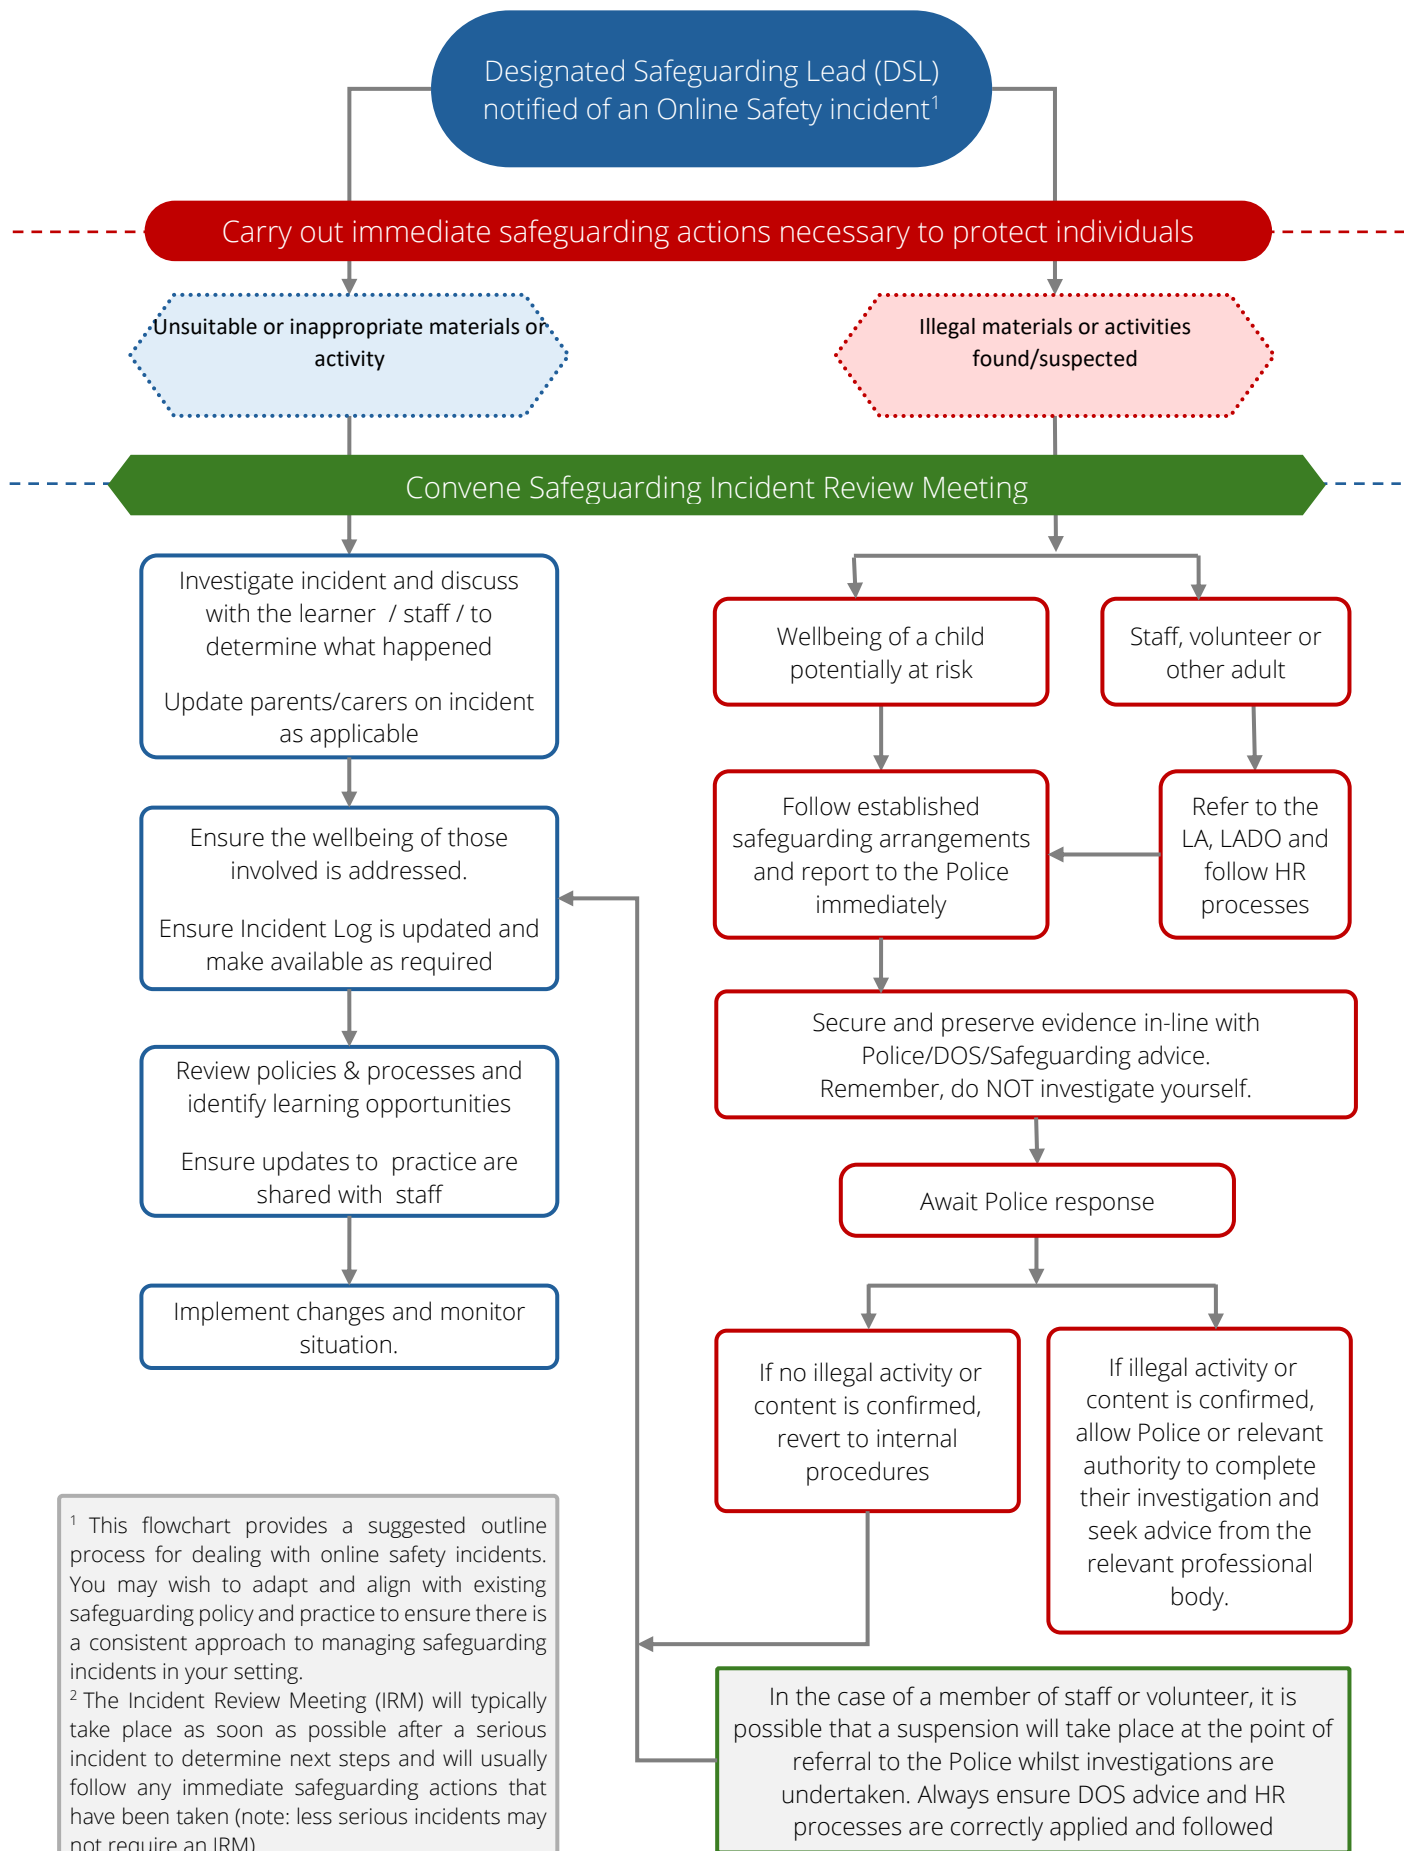 Designated Safeguarding Lead (DSL)
notified of an Online Safety incident1
Carry out immediate safeguarding actions necessary to protect individuals
Unsuitable or inappropriate materials or
activity
Illegal materials or activities
found/suspected
Convene Safeguarding Incident Review Meeting
Investigate incident and discuss
with the learner / staff / to
determine what happened
Update parents/carers on incident
as applicable
Ensure the wellbeing of those
involved is addressed.
Ensure Incident Log is updated and
make available as required
Review policies & processes and
identify learning opportunities
Ensure updates to practice are
shared with staff
Implement changes and monitor
situation.
Wellbeing of a child
potentially at risk
Staff, volunteer or
other adult
Follow established
safeguarding arrangements
and report to the Police
immediately
Refer to the
LA, LADO and
follow HR
processes
Secure and preserve evidence in-line with
Police/DOS/Safeguarding advice.
Remember, do NOT investigate yourself.
Await Police response
If no illegal activity or
content is confirmed,
revert to internal
procedures
If illegal activity or
content is confirmed,
allow Police or relevant
authority to complete
their investigation and
seek advice from the
relevant professional
body.
1 This flowchart provides a suggested outline
process for dealing with online safety incidents.
You may wish to adapt and align with existing
safeguarding policy and practice to ensure there is
a consistent approach to managing safeguarding
incidents in your setting.
2 The Incident Review Meeting (IRM) will typically
take place as soon as possible after a serious
incident to determine next steps and will usually
follow any immediate safeguarding actions that
have been taken (note: less serious incidents may
not require an IRM)
In the case of a member of staff or volunteer, it is
possible that a suspension will take place at the point of
referral to the Police whilst investigations are
undertaken. Always ensure DOS advice and HR
processes are correctly applied and followed